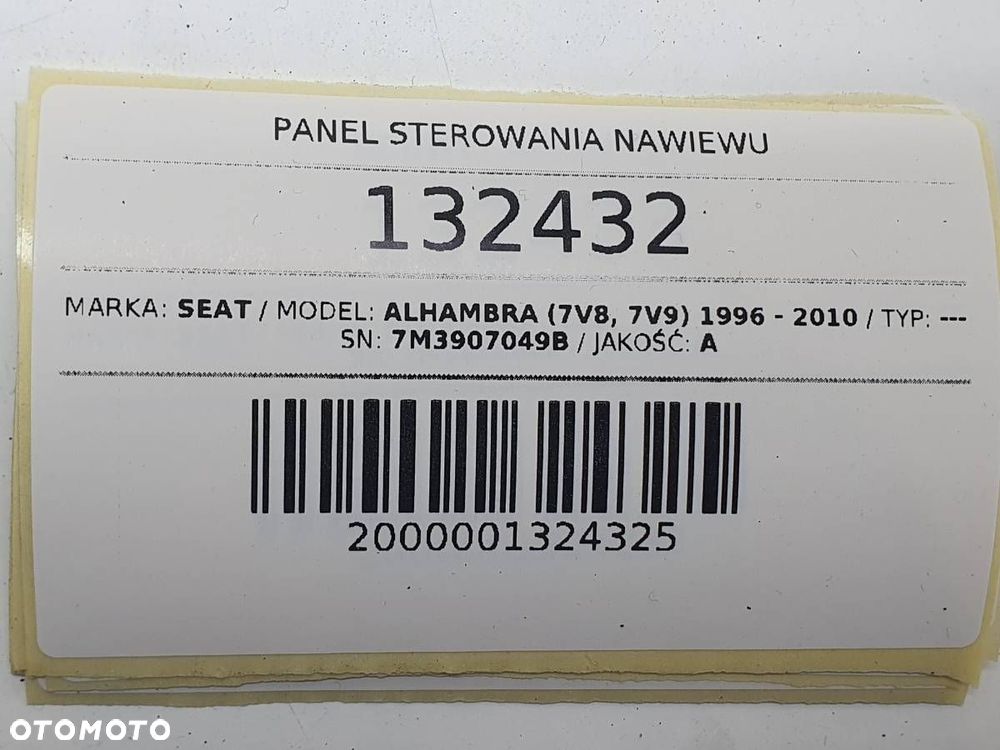 PANEL STEROWANIA NAWIEWU
132432
MARKA: SEAT / MODEL: ALHAMBRA (7V8, 7V9) 1996 - 2010 / TYP: ---
SN: 7M3907049B / JAKOŚĆ: A
2000001324325
OTOMOTO